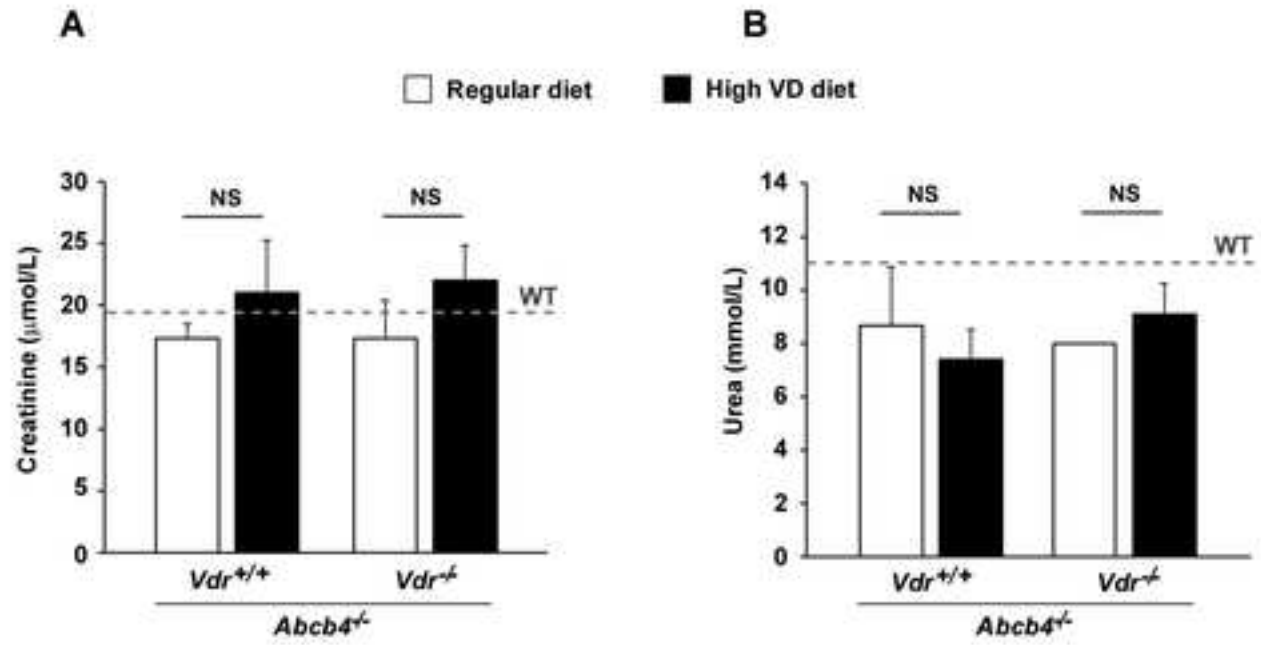 A
B
Regular diet
High VD diet
Creatinine (μmol/L)
30
25
20
15
10
5
0
NS
NS
WT
Vdr+/+
Vdr-/-
Abcb4-/-
Urea (mmol/L)
14
12
10
8
6
4
2
0
NS
NS
WT
Vdr+/+
Vdr-/-
Abcb4-/-